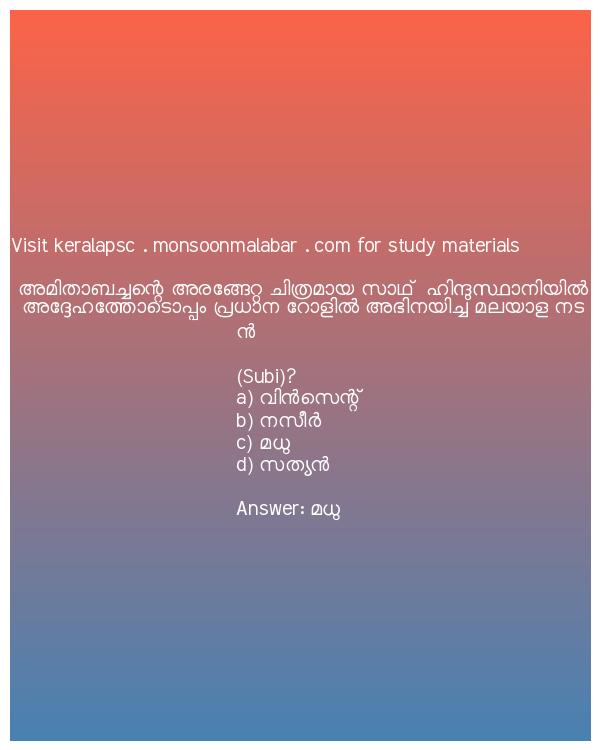 Visit keralapsc . monsoonmalabar . com for study materials
അമിതാബച്ചന്റെ അരങ്ങേറ്റ ചിത്രമായ സാഥ് ഹിന്ദുസ്ഥാനിയിൽ
അദ്ദേഹത്തോടൊപ്പം പ്രധാന റോളിൽ അഭിനയിച്ച മലയാള നട
ൻ
(Subi)?
a) വിൻസെന്റ്
b) നസീർ
c) മധു
d) സത്യൻ
Answer: മധു